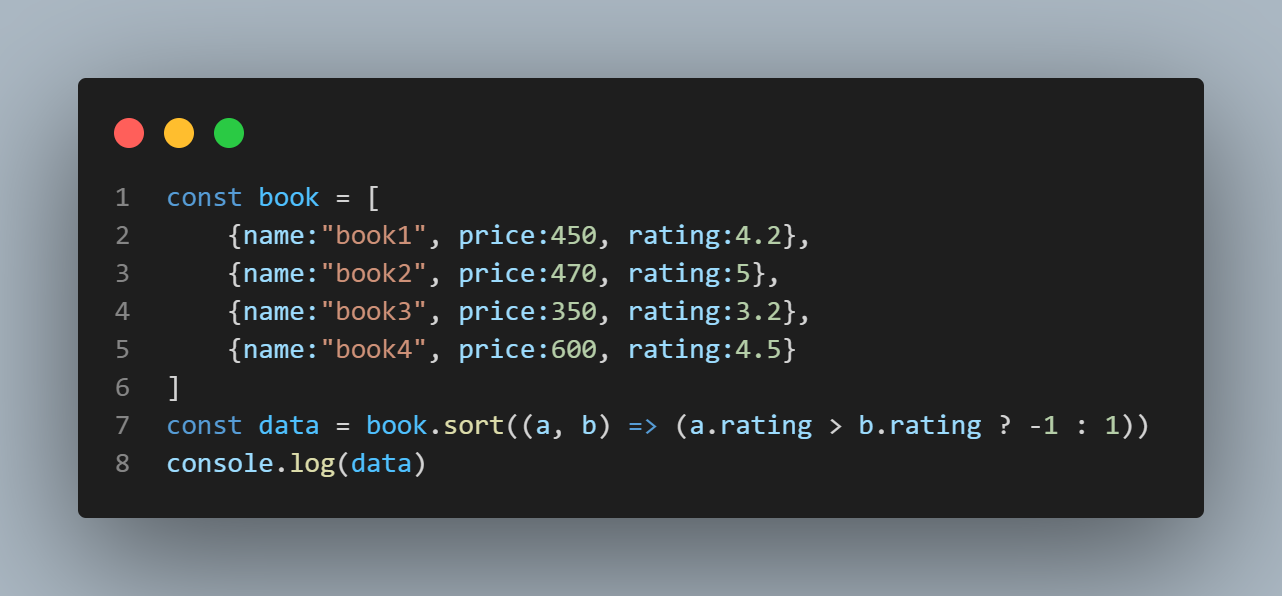 1 const book = [
2     {name:"book1", price:450, rating:4.2},
3     {name:"book2", price:470, rating:5},
4     {name:"book3", price:350, rating:3.2},
5     {name:"book4", price:600, rating:4.5}
6 ]
7 const data = book.sort((a, b) => (a.rating > b.rating ? -1 : 1))
8 console.log(data)